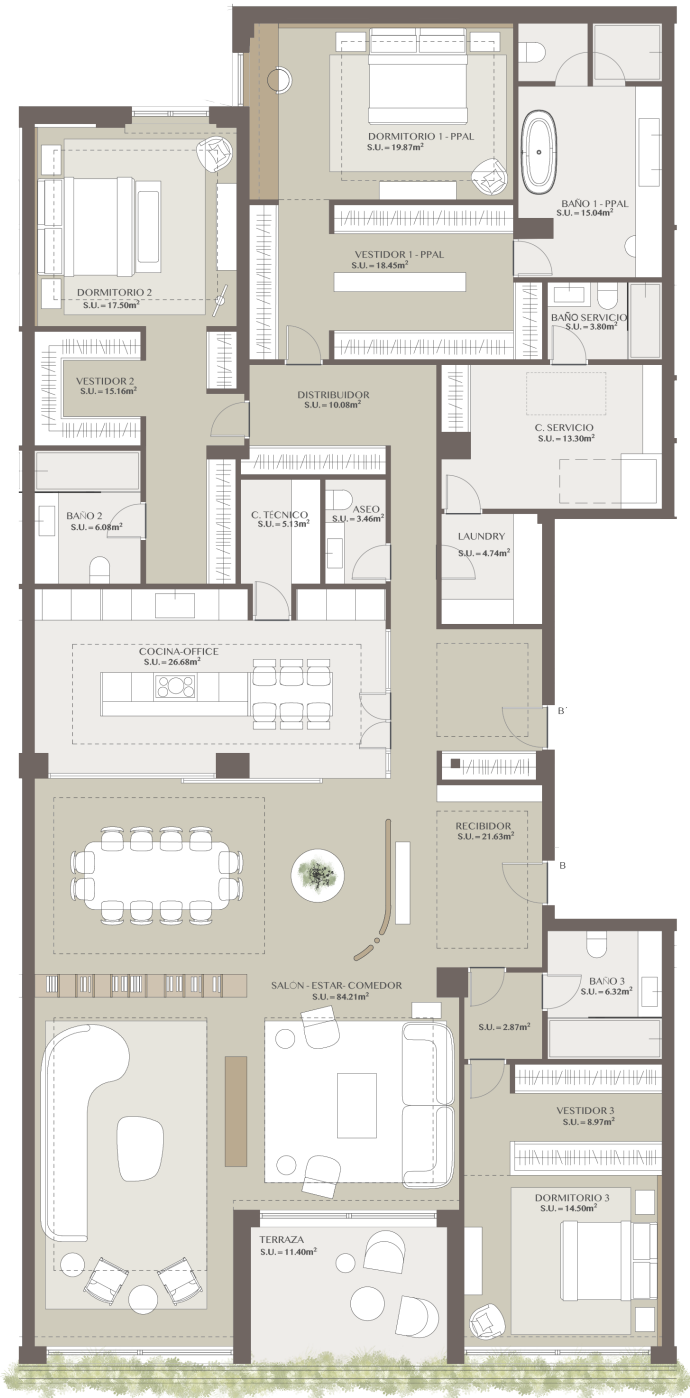 DORMITORIO 1 - PPAL
S.U. = 19.87m²
BAÑO 1 - PPAL
S.U. = 15.04m²
VESTIDOR 1 - PPAL
S.U. = 18.45m²
DORMITORIO 2
S.U. = 17.50m²
BAÑO SERVICIO
S.U. = 3.80m²
VESTIDOR 2
S.U. = 15.16m²
DISTRIBUIDOR
S.U. = 10.08m²
C. SERVICIO
S.U. = 13.30m²
BAÑO 2
S.U. = 6.08m²
C. TECNICO
S.U. = 5.13m²
ASEO
S.U. = 3.46m²
LAUNDRY
S.U. = 4.74m²
COCINA-OFFICE
S.U. = 26.68m²
B´
RECIBIDOR
S.U. = 21.63m²
B
SALON - ESTAR- COMEDOR
S.U. = 84.21m²
BAÑO 3
S.U. = 6.32m²
S.U. = 2.87m²
VESTIDOR 3
S.U. = 8.97m²
DORMITORIO 3
S.U. = 14.50m²
TERRAZA
S.U. = 11.40m²